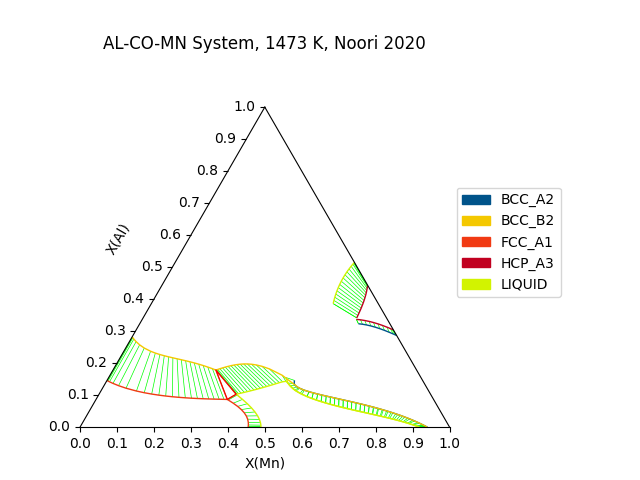 AL-CO-MN System, 1473 K, Noori 2020
1.0
0.9
0.8
0.7
0.6
0.5
0.4
0.3
0.2
0.1
0.0
X(Al)
0.0 0.1 0.2 0.3 0.4 0.5 0.6 0.7 0.8 0.9 1.0
X(Mn)
BCC_A2
BCC_B2
FCC_A1
HCP_A3
LIQUID